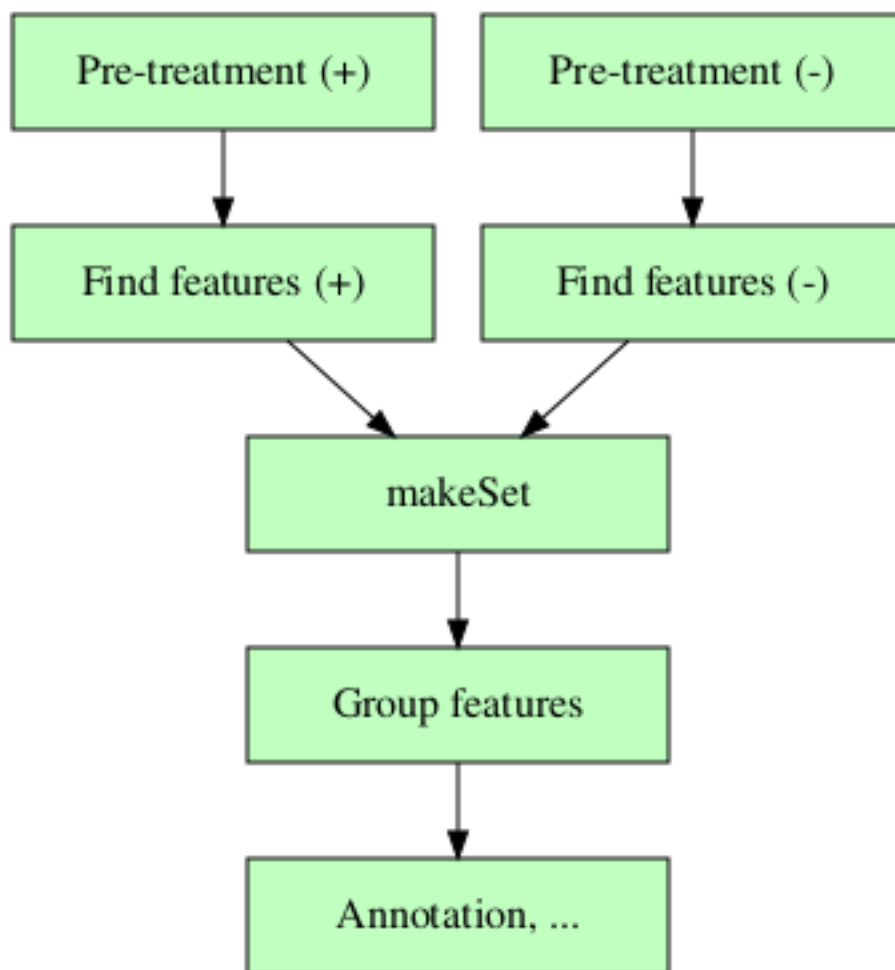 Pre-treatment (+)
Pre-treatment (-)
Find features (+)
Find features (-)
makeSet
Group features
Annotation, ...